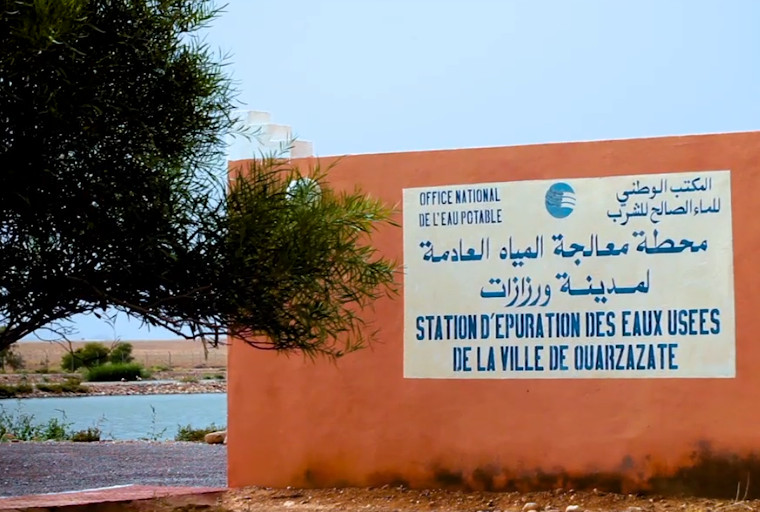 OFFICE NATIONAL
DE L'EAU POTABLE
المكتب الوطني
للماء الصالح للشرب
محطة معالجة المياه العادمة
لمدينة ورزازات
STATION D'EPURATION DES EAUX USEES
DE LA VILLE DE OUARZAZATE